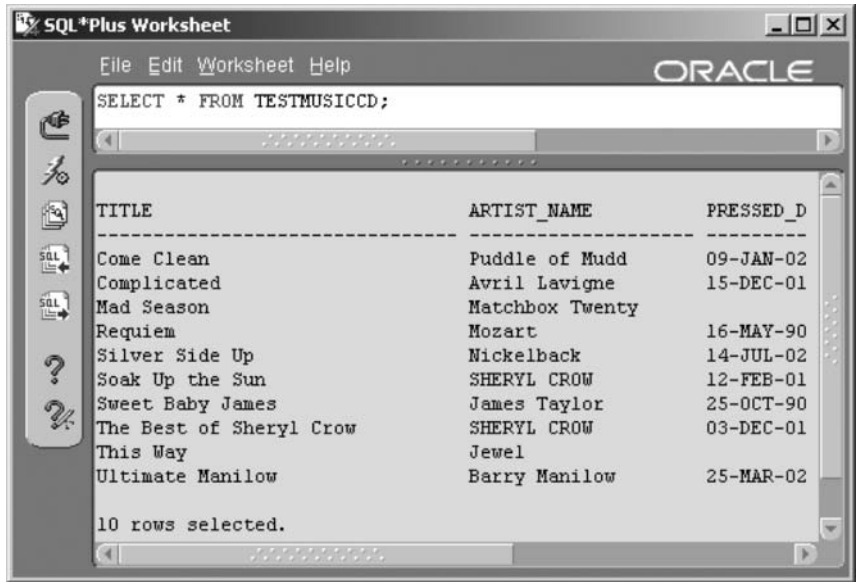 SQL*Plus Worksheet
File Edit Worksheet Help
ORACLE
SELECT * FROM TESTMUSICCD;
TITLE ARTIST_NAME PRESSED_D
-------------------------------- -------------------- ---------
Come Clean Puddle of Mudd 09-JAN-02
Complicated Avril Lavigne 15-DEC-01
Mad Season Matchbox Twenty
Requiem Mozart 16-MAY-90
Silver Side Up Nickelback 14-JUL-02
Soak Up the Sun SHERYL CROW 12-FEB-01
Sweet Baby James James Taylor 25-OCT-90
The Best of Sheryl Crow SHERYL CROW 03-DEC-01
This Way Jewel
Ultimate Manilow Barry Manilow 25-MAR-02
10 rows selected.
SQL
SQL